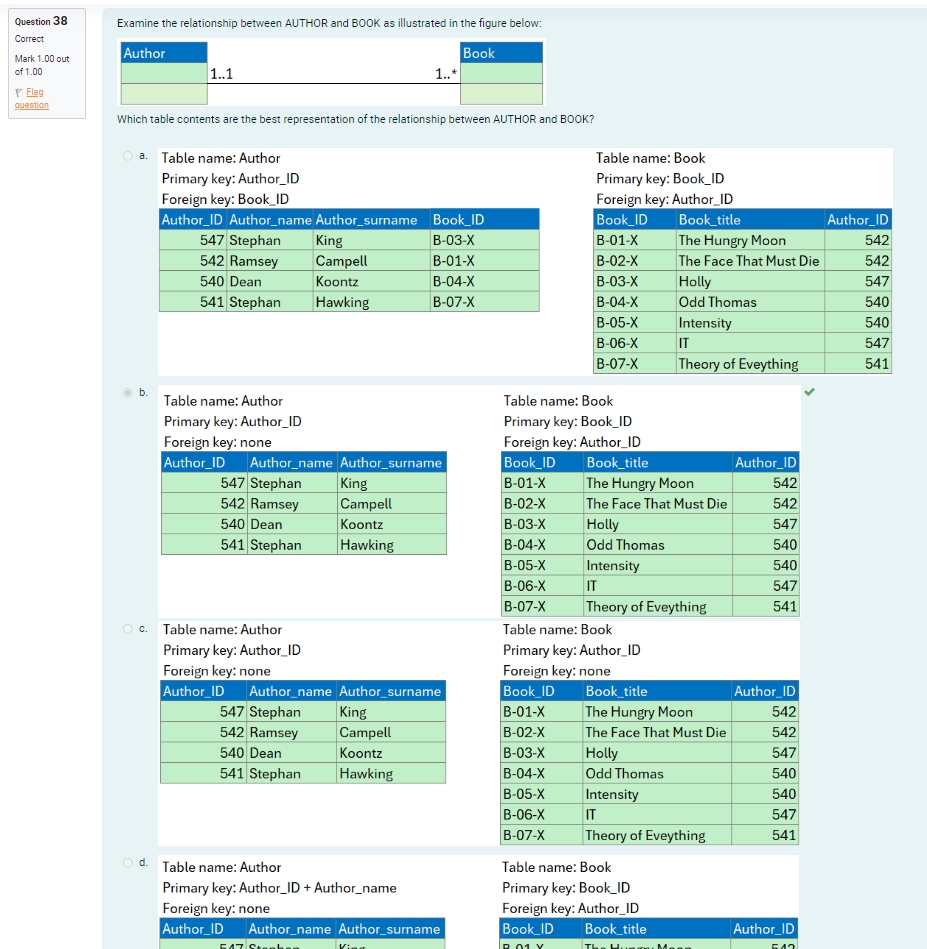 Question 38
Correct
Mark 1.00 out
of 1.00
Flag
question
Examine the relationship between AUTHOR and BOOK as illustrated in the figure below:
Author Book
1..1 1..*
Which table contents are the best representation of the relationship between AUTHOR and BOOK?
a.
Table name: Author
Primary key: Author_ID
Foreign key: Book_ID
Author_ID Author_name Author_surname Book_ID
547 Stephan King B-03-X
542 Ramsey Campell B-01-X
540 Dean Koontz B-04-X
541 Stephan Hawking B-07-X
Table name: Book
Primary key: Book_ID
Foreign key: Author_ID
Book_ID Book_title Author_ID
B-01-X The Hungry Moon 542
B-02-X The Face That Must Die 542
B-03-X Holly 547
B-04-X Odd Thomas 540
B-05-X Intensity 540
B-06-X IT 547
B-07-X Theory of Eveything 541
b.
Table name: Author
Primary key: Author_ID
Foreign key: none
Author_ID Author_name Author_surname
547 Stephan King
542 Ramsey Campell
540 Dean Koontz
541 Stephan Hawking
Table name: Book
Primary key: Book_ID
Foreign key: Author_ID
Book_ID Book_title Author_ID
B-01-X The Hungry Moon 542
B-02-X The Face That Must Die 542
B-03-X Holly 547
B-04-X Odd Thomas 540
B-05-X Intensity 540
B-06-X IT 547
B-07-X Theory of Eveything 541
c.
Table name: Author
Primary key: Author_ID
Foreign key: none
Author_ID Author_name Author_surname
547 Stephan King
542 Ramsey Campell
540 Dean Koontz
541 Stephan Hawking
Table name: Book
Primary key: Author_ID
Foreign key: none
Book_ID Book_title Author_ID
B-01-X The Hungry Moon 542
B-02-X The Face That Must Die 542
B-03-X Holly 547
B-04-X Odd Thomas 540
B-05-X Intensity 540
B-06-X IT 547
B-07-X Theory of Eveything 541
d.
Table name: Author
Primary key: Author_ID + Author_name
Foreign key: none
Author_ID Author_name Author_surname
547 Stephan King
Table name: Book
Primary key: Book_ID
Foreign key: Author_ID
Book_ID Book_title Author_ID
B-01-X The Hungry Moon 542